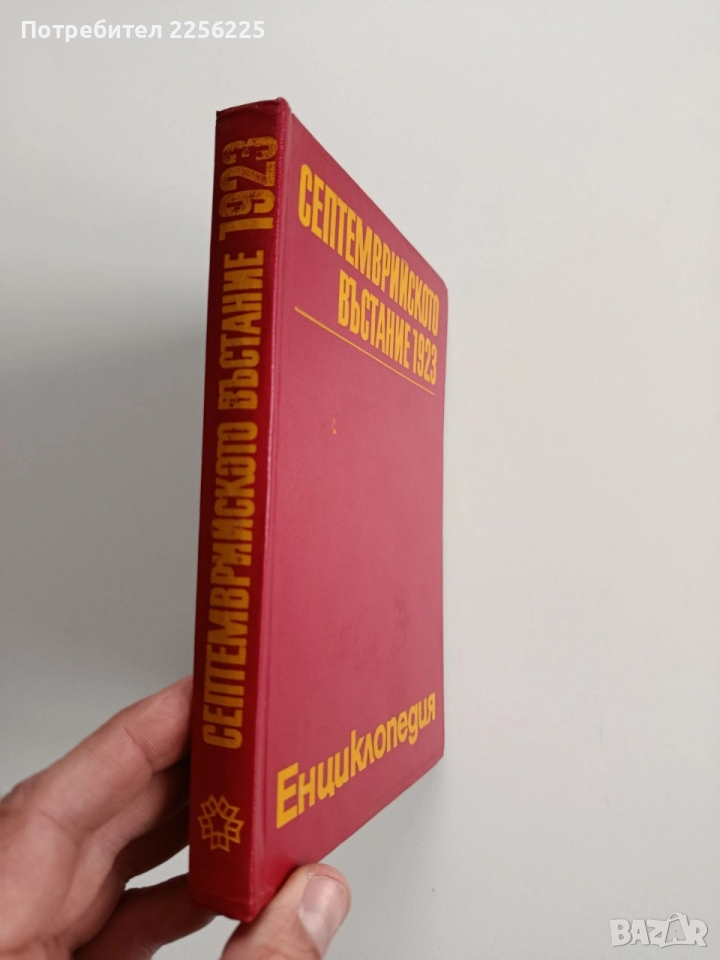 Потребител 2256225
СЕПТЕМВРИЙСКОТО ВЪСТАНИЕ 1923
СЕПТЕМВРИЙСКОТО
ВЪСТАНИЕ 1923
Енциклопедия
BAZAR